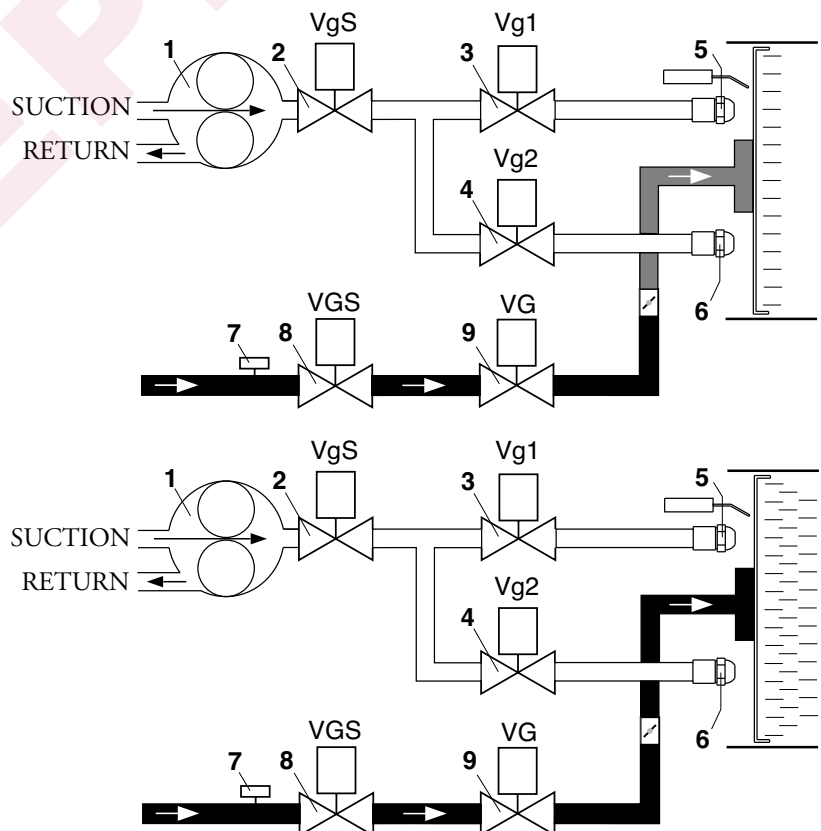 VgS Vg1
1 2 3 5
SUCTION
RETURN
Vg2
4
6
VGS VG
7 8 9
VgS Vg1
1 2 3 5
SUCTION
RETURN
Vg2
4
6
VGS VG
7 8 9